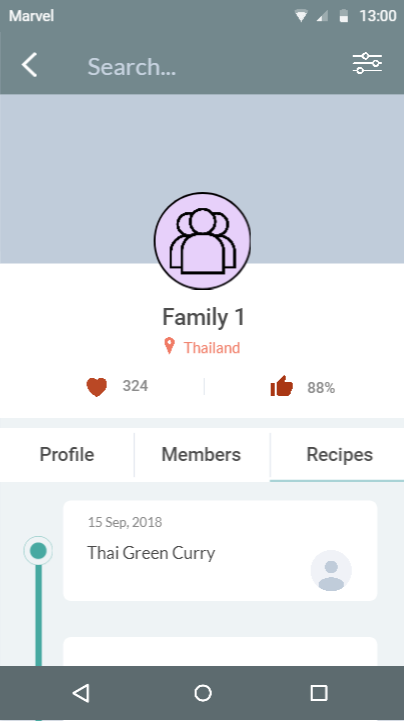 Marvel 13:00
Search...
Family 1
Thailand
324 88%
Profile Members Recipes
15 Sep, 2018
Thai Green Curry